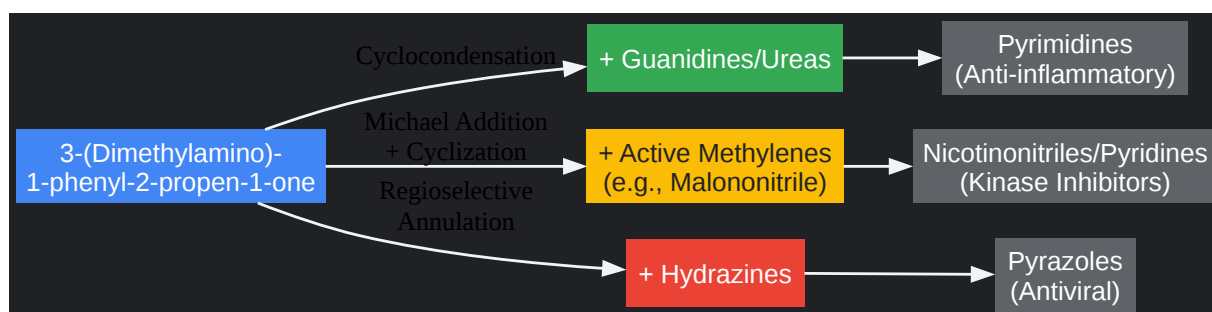 Cyclocondensation
+ Guanidines/Ureas
Pyrimidines
(Anti-inflammatory)
3-(Dimethylamino)-
1-phenyl-2-propen-1-one
Michael Addition
+ Cyclization
+ Active Methylenes
(e.g., Malononitrile)
Nicotinonitriles/Pyridines
(Kinase Inhibitors)
Regioselective
Annulation
+ Hydrazines
Pyrazoles
(Antiviral)